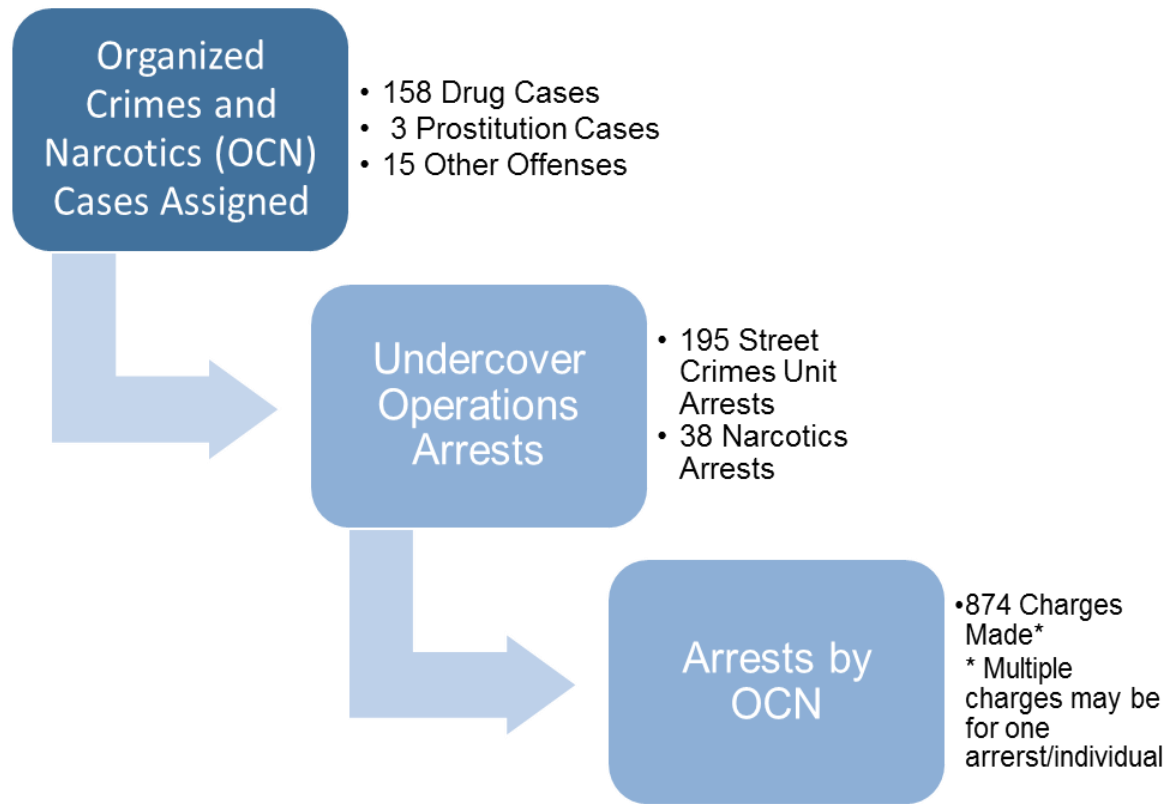 Organized
Crimes and
Narcotics (OCN)
Cases Assigned
• 158 Drug Cases
• 3 Prostitution Cases
• 15 Other Offenses
Undercover
Operations
Arrests
• 195 Street
Crimes Unit
Arrests
• 38 Narcotics
Arrests
Arrests by
OCN
•874 Charges
Made*
* Multiple
charges may be
for one
arrerst/individual